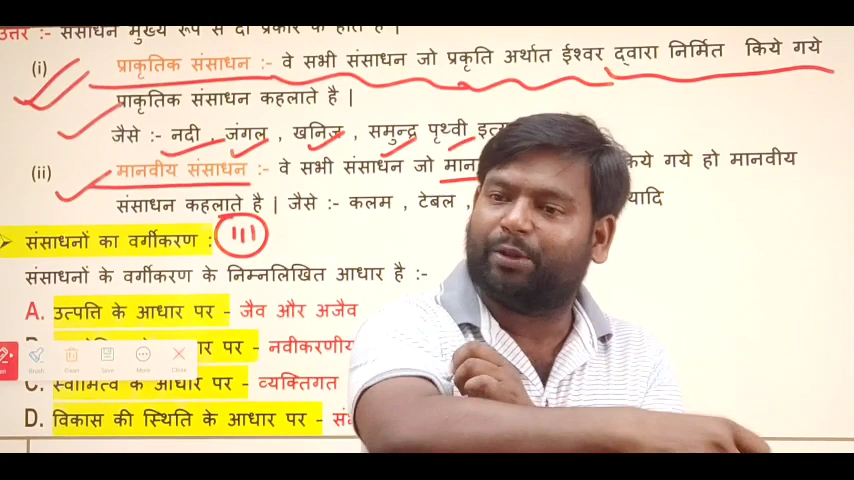 उत्तर :- संसाधन मुख्य रूप से दो प्रकार के होते है |
(i) प्राकृतिक संसाधन :- वे सभी संसाधन जो प्रकृति अर्थात ईश्वर द्वारा निर्मित किये गये
प्राकृतिक संसाधन कहलाते है |
जैसे :- नदी , जंगल , खनिज , समुन्द्र पृथ्वी
(ii) मानवीय संसाधन :- वे सभी संसाधन जो किये गये हो मानवीय
संसाधन कहलाते है | जैसे :- कलम , टेबल ,
संसाधनों का वर्गीकरण :
संसाधनों के वर्गीकरण के निम्नलिखित आधार है :-
A. उत्पत्ति के आधार पर - जैव और अजैव
पर - नवीकरणीय
Brush Clean Save More Close
C. स्वामित्व के आधार पर - व्यक्तिगत
D. विकास की स्थिति के आधार पर -